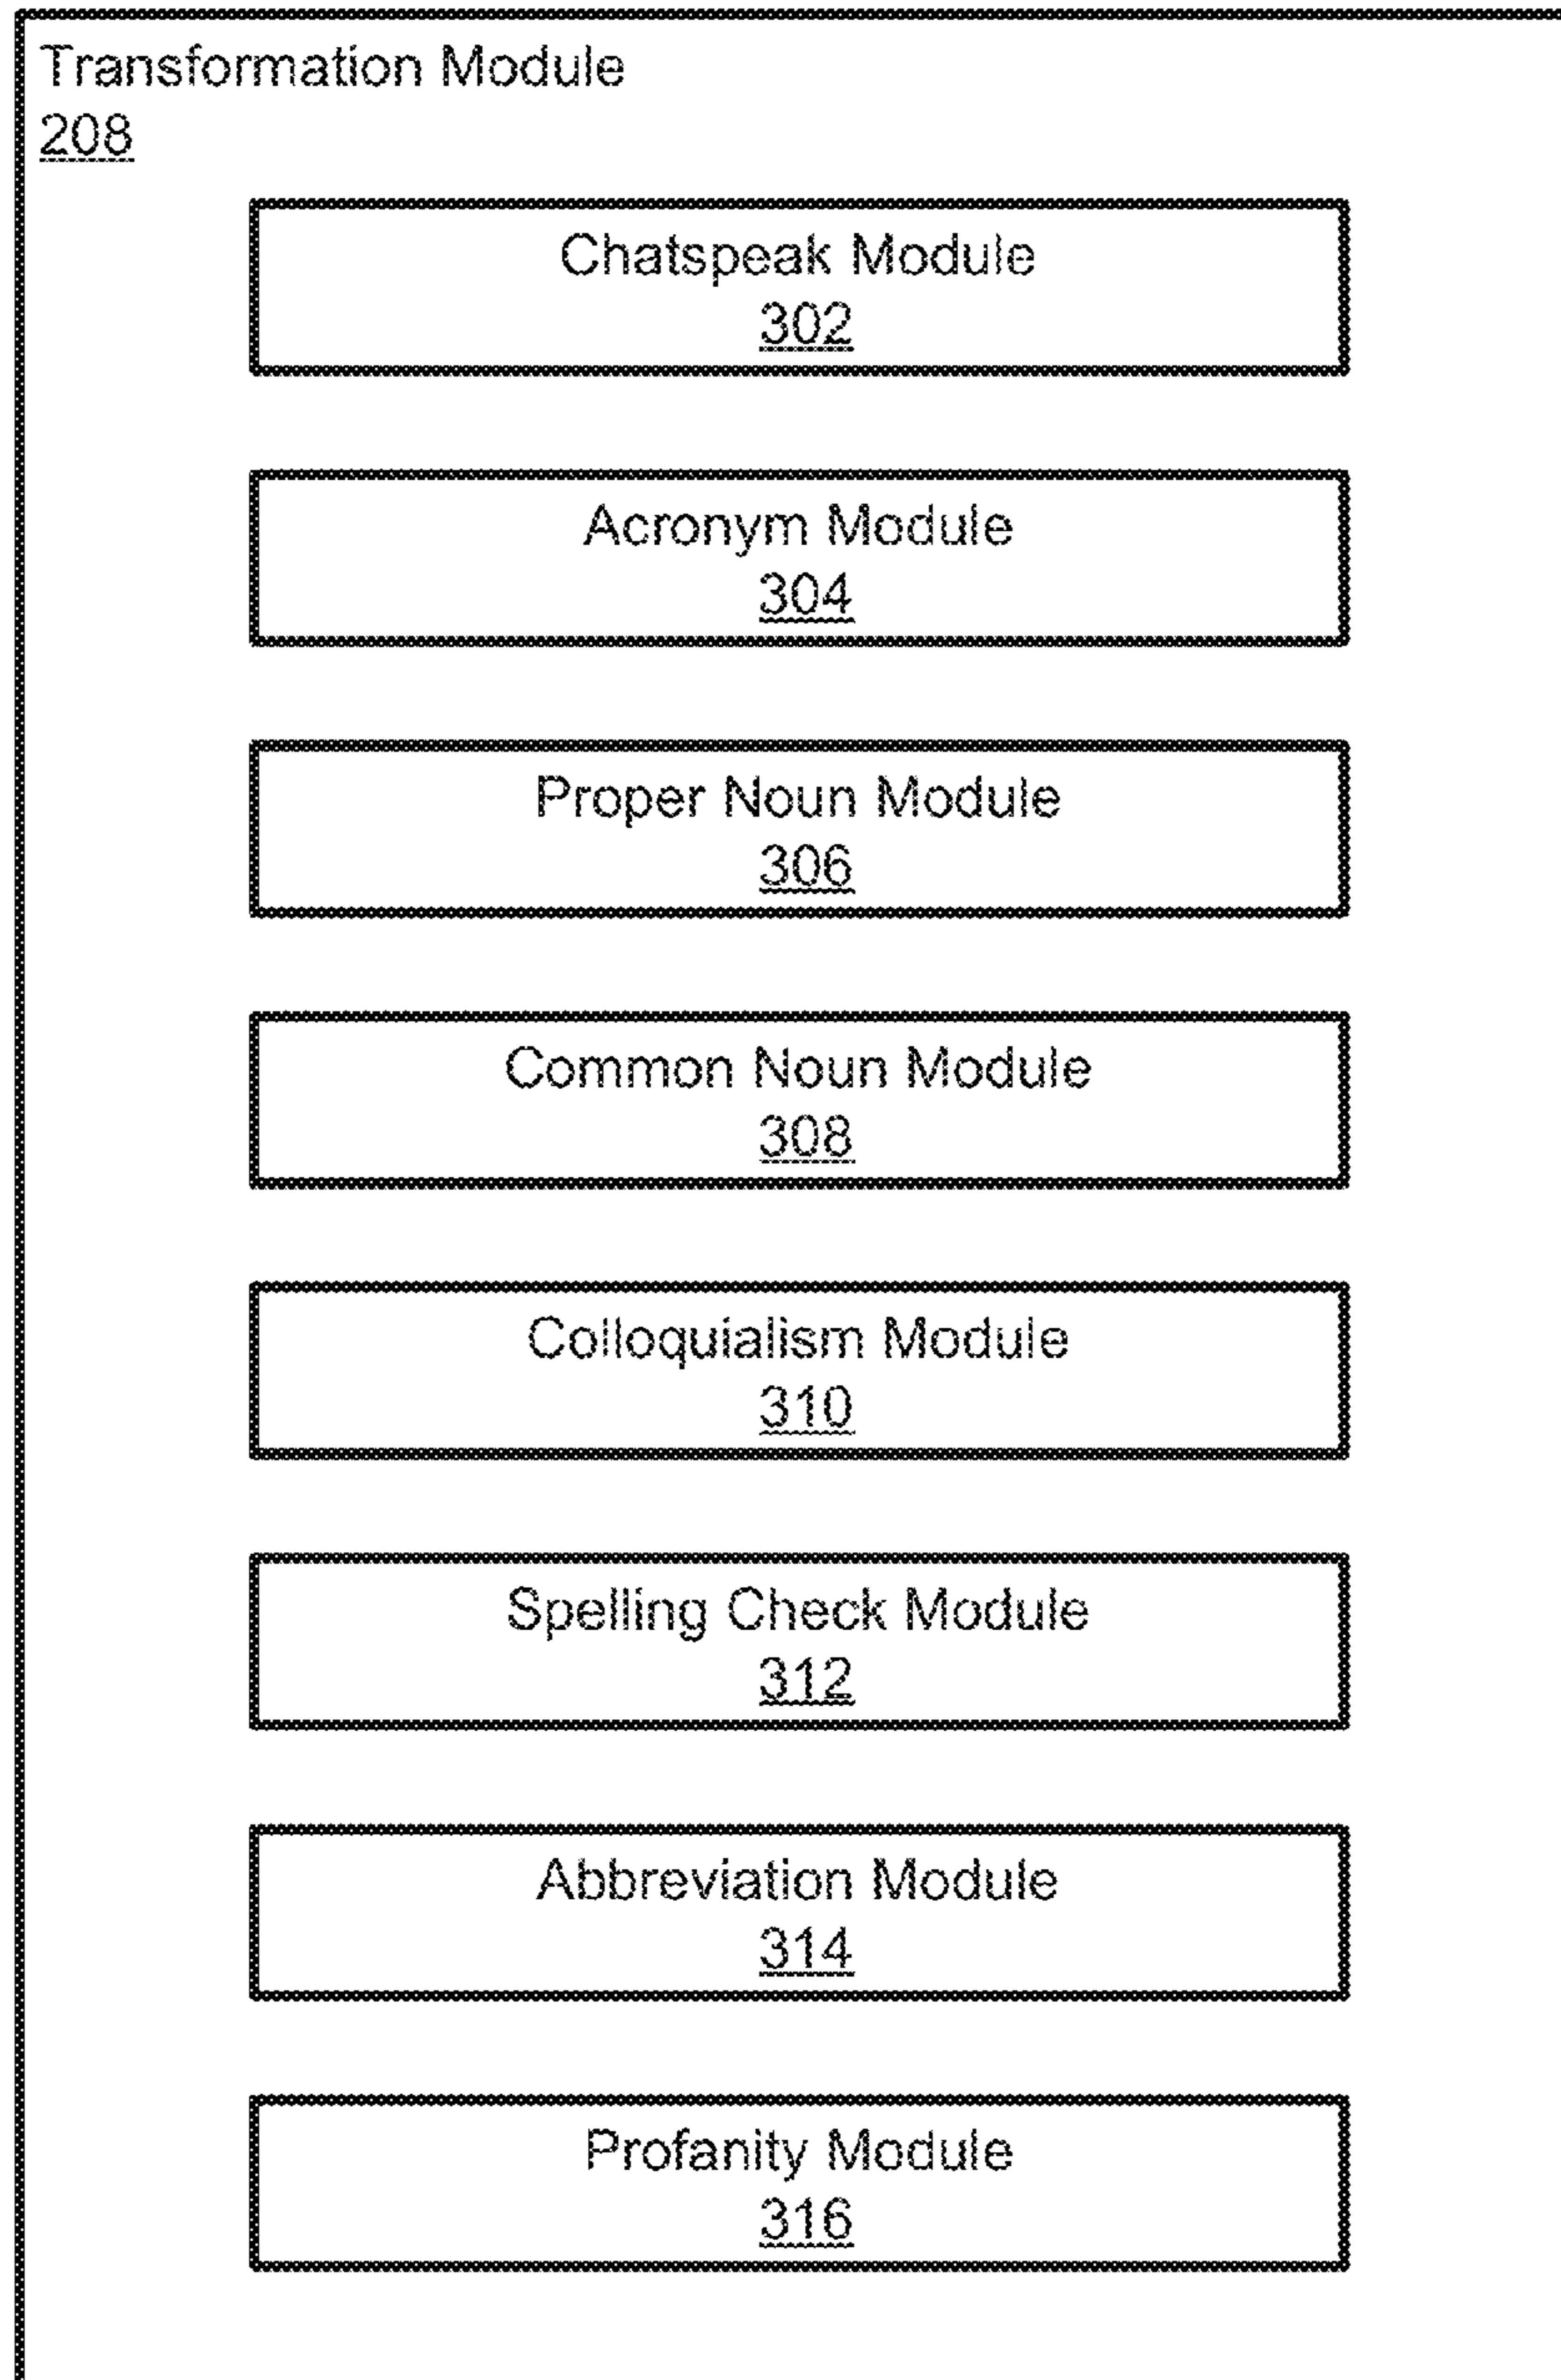 Transformation Module
208
Chatspeak Module
302
Acronym Module
304
Proper Noun Module
306
Common Noun Module
308
Colloquialism Module
310
Spelling Check Module
312
Abbreviation Module
314
Profanity Module
316